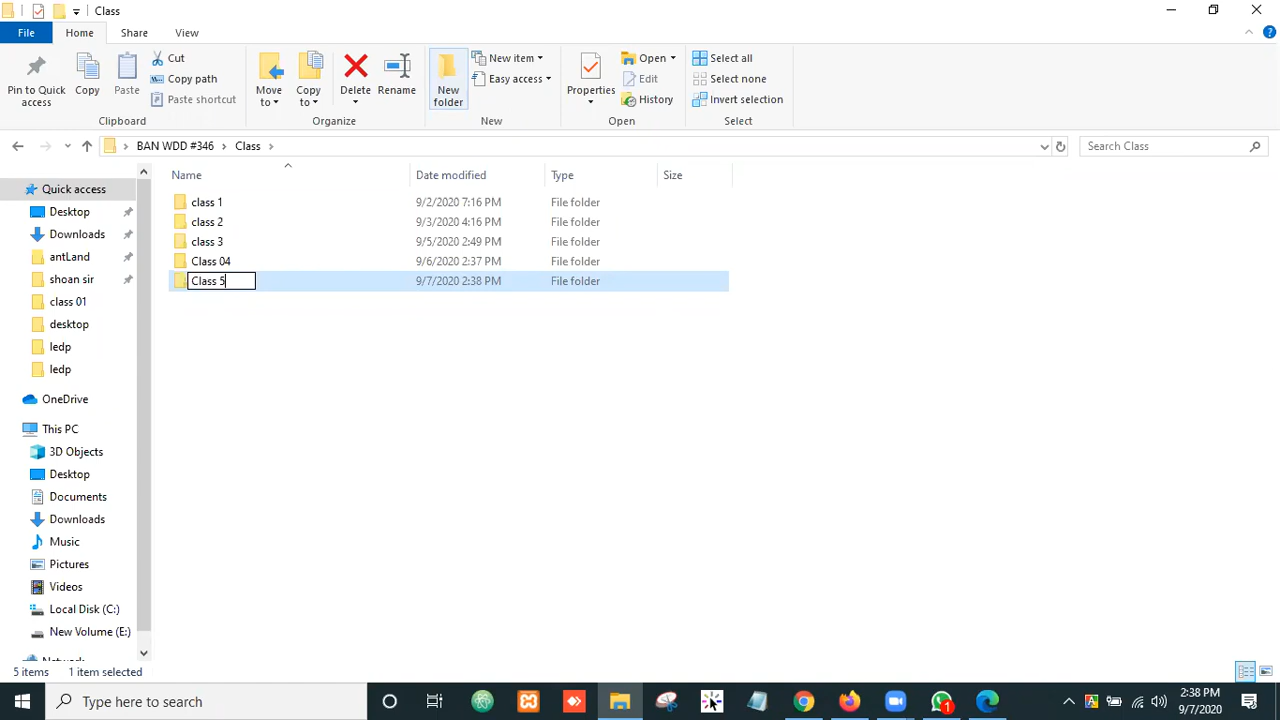 Class
File Home Share View
Pin to Quick access
Copy
Paste
Cut
Copy path
Paste shortcut
Move to
Copy to
Delete
Rename
New folder
New item
Easy access
Properties
Open
Edit
History
Select all
Select none
Invert selection
Clipboard Organize New Open Select
BAN WDD #346 Class Search Class
Name Date modified Type Size
class 1 9/2/2020 7:16 PM File folder
class 2 9/3/2020 4:16 PM File folder
class 3 9/5/2020 2:49 PM File folder
Class 04 9/6/2020 2:37 PM File folder
Class 5 9/7/2020 2:38 PM File folder
Quick access
Desktop
Downloads
antLand
shoan sir
class 01
desktop
ledp
ledp
OneDrive
This PC
3D Objects
Desktop
Documents
Downloads
Music
Pictures
Videos
Local Disk (C:)
New Volume (E:)
Network
5 items 1 item selected
Type here to search
1
A
2:38 PM
9/7/2020